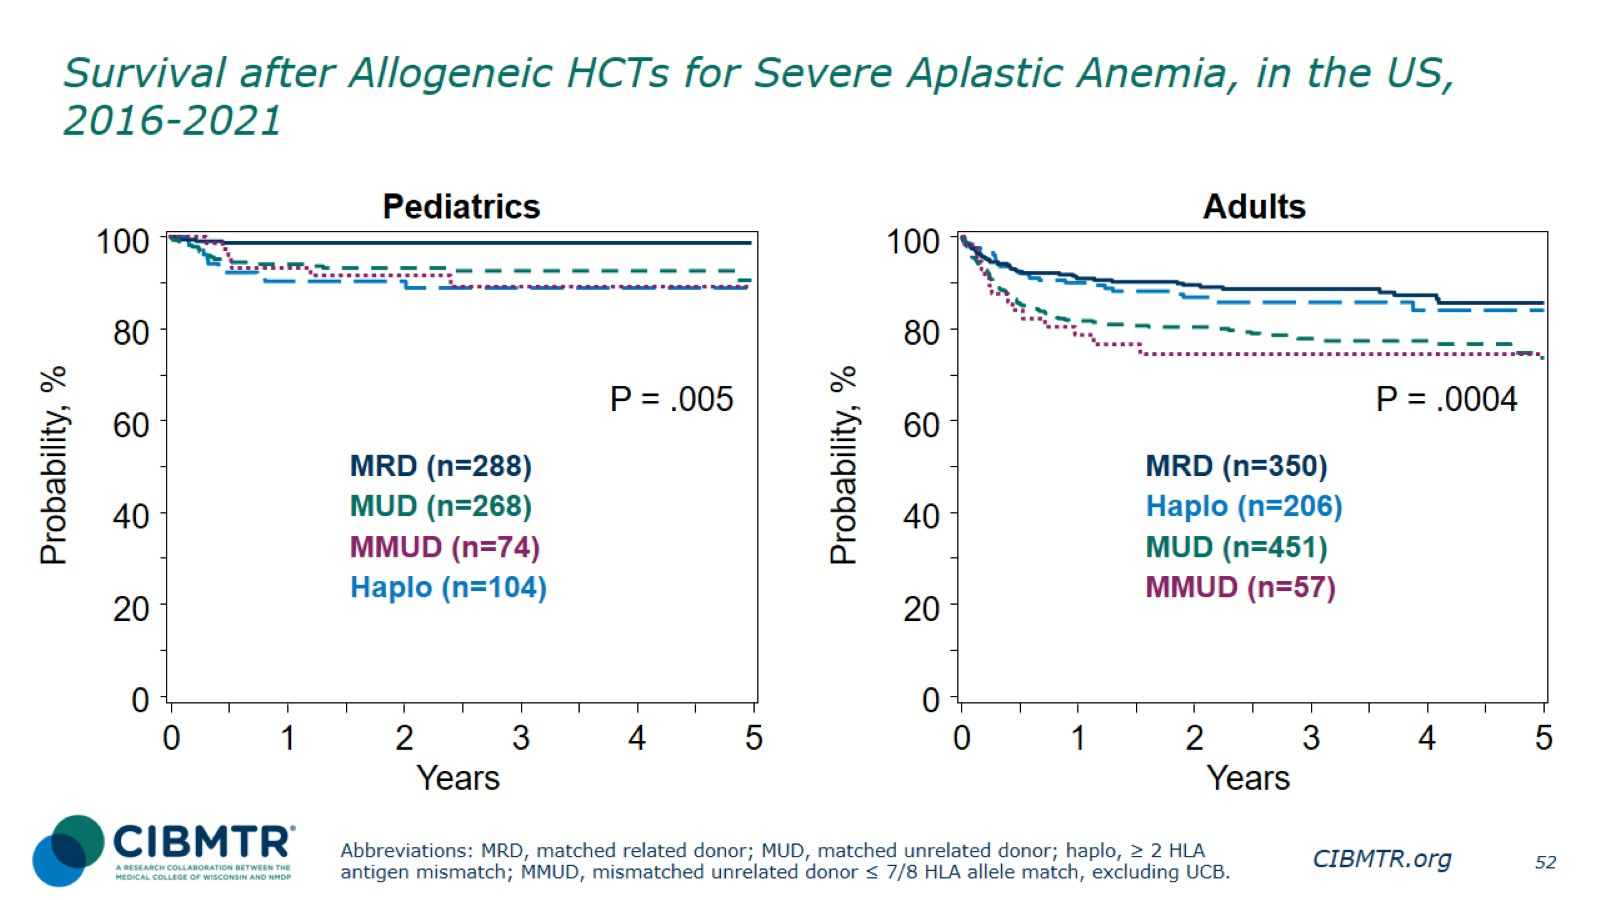 Survival after Allogeneic HCTs for Severe Aplastic Anemia, in the US,
2016-2021
Pediatrics
100
80
60
40
20
0
Probability, %
P = .005
MRD (n=288)
MUD (n=268)
MMUD (n=74)
Haplo (n=104)
0 1 2 3 4 5
Years
Adults
100
80
60
40
20
0
Probability, %
P = .0004
MRD (n=350)
Haplo (n=206)
MUD (n=451)
MMUD (n=57)
0 1 2 3 4 5
Years
CIBMTR®
A RESEARCH COLLABORATION BETWEEN THE
MEDICAL COLLEGE OF WISCONSIN AND NMDP
Abbreviations: MRD, matched related donor; MUD, matched unrelated donor; haplo, ≥ 2 HLA
antigen mismatch; MMUD, mismatched unrelated donor ≤ 7/8 HLA allele match, excluding UCB.
CIBMTR.org
52